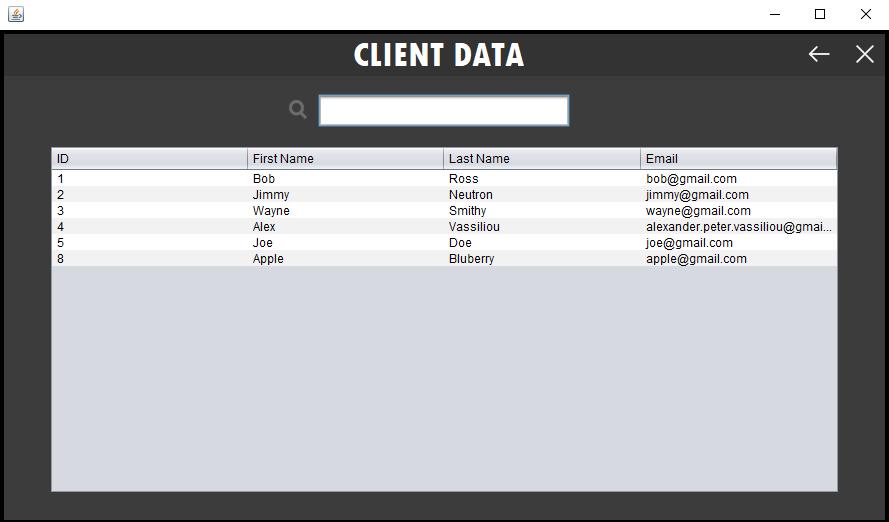 CLIENT DATA
ID First Name Last Name Email
1 Bob Ross bob@gmail.com
2 Jimmy Neutron jimmy@gmail.com
3 Wayne Smithy wayne@gmail.com
4 Alex Vassiliou alexander.peter.vassiliou@gmai...
5 Joe Doe joe@gmail.com
8 Apple Bluberry apple@gmail.com